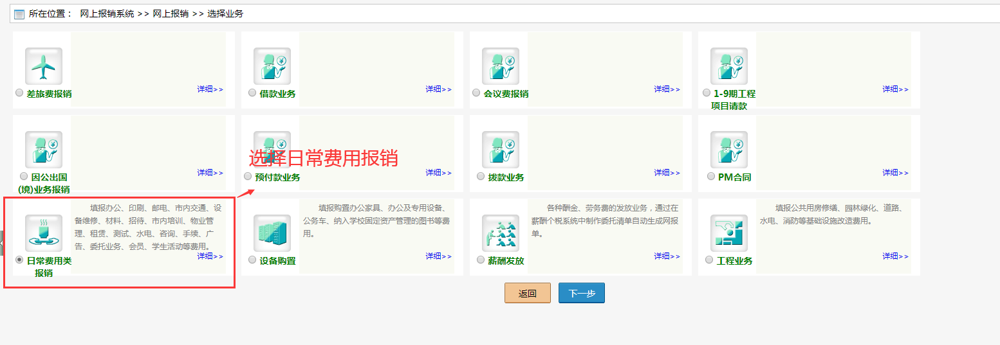 所在位置： 网上报销系统 >> 网上报销 >> 选择业务
差旅费报销
详细>>
借款业务
详细>>
会议费报销
详细>>
1-9期工程
项目请款
详细>>
因公出国
(境)业务报销
详细>>
选择日常费用报销
预付款业务
详细>>
拨款业务
详细>>
PM合同
详细>>
填报办公、印刷、邮电、市内交通、设
备维修、材料、招待、市内培训、物业管
理、租赁、测试、水电、咨询、手续、广
告、委托业务、会员、学生活动等费用。
详细>>
日常费用类
报销
填报购置办公家具、办公及专用设备、
公务车、纳入学校固定资产管理的图书等费
用。
详细>>
设备购置
各种酬金、劳务费的发放业务，通过在
薪酬个税系统中制作委托清单自动生成网报
单。
详细>>
薪酬发放
填报公共用房修缮、园林绿化、道路、
水电、消防等基础设施改造费用。
详细>>
工程业务
返回
下一步